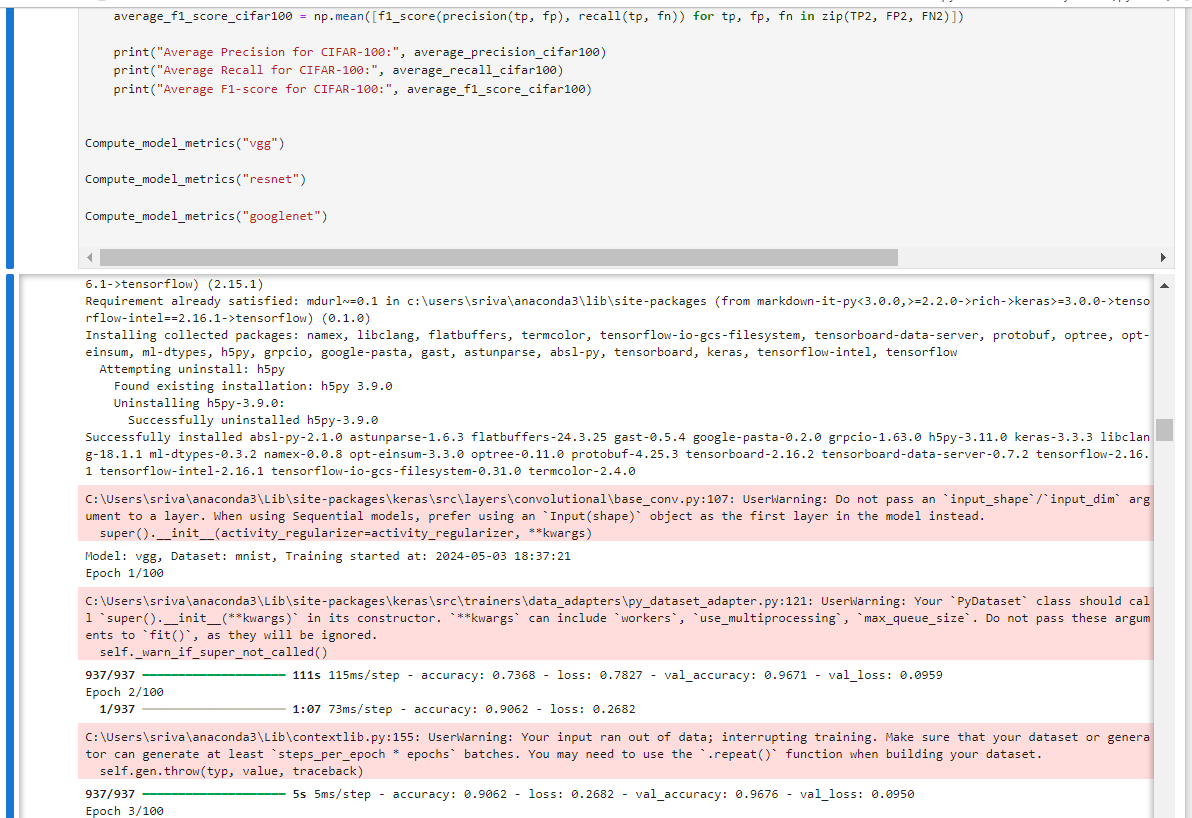 average_f1_score_cifar100 = np.mean([f1_score(precision(tp, fp), recall(tp, fn)) for tp, fp, fn in zip(TP2, FP2, FN2)])
print("Average Precision for CIFAR-100:", average_precision_cifar100)
print("Average Recall for CIFAR-100:", average_recall_cifar100)
print("Average F1-score for CIFAR-100:", average_f1_score_cifar100)
Compute_model_metrics("vgg")
Compute_model_metrics("resnet")
Compute_model_metrics("googlenet")
6.1->tensorflow) (2.15.1)
Requirement already satisfied: mdurl~=0.1 in c:\users\sriva\anaconda3\lib\site-packages (from markdown-it-py<3.0.0,>=2.2.0->rich->keras>=3.0.0->tenso
rflow-intel==2.16.1->tensorflow) (0.1.0)
Installing collected packages: namex, libclang, flatbuffers, termcolor, tensorflow-io-gcs-filesystem, tensorboard-data-server, protobuf, optree, opt-
einsum, ml-dtypes, h5py, grpcio, google-pasta, gast, astunparse, absl-py, tensorboard, keras, tensorflow-intel, tensorflow
Attempting uninstall: h5py
Found existing installation: h5py 3.9.0
Uninstalling h5py-3.9.0:
Successfully uninstalled h5py-3.9.0
Successfully installed absl-py-2.1.0 astunparse-1.6.3 flatbuffers-24.3.25 gast-0.5.4 google-pasta-0.2.0 grpcio-1.63.0 h5py-3.11.0 keras-3.3.3 libclan
g-18.1.1 ml-dtypes-0.3.2 namex-0.0.8 opt-einsum-3.3.0 optree-0.11.0 protobuf-4.25.3 tensorboard-2.16.2 tensorboard-data-server-0.7.2 tensorflow-2.16.
1 tensorflow-intel-2.16.1 tensorflow-io-gcs-filesystem-0.31.0 termcolor-2.4.0
C:\Users\sriva\anaconda3\Lib\site-packages\keras\src\layers\convolutional\base_conv.py:107: UserWarning: Do not pass an `input_shape`/`input_dim` arg
ument to a layer. When using Sequential models, prefer using an `Input(shape)` object as the first layer in the model instead.
super().__init__(activity_regularizer=activity_regularizer, **kwargs)
Model: vgg, Dataset: mnist, Training started at: 2024-05-03 18:37:21
Epoch 1/100
C:\Users\sriva\anaconda3\Lib\site-packages\keras\src\trainers\data_adapters\py_dataset_adapter.py:121: UserWarning: Your `PyDataset` class should cal
l `super().__init__(**kwargs)` in its constructor. `**kwargs` can include `workers`, `use_multiprocessing`, `max_queue_size`. Do not pass these argum
ents to `fit()`, as they will be ignored.
self._warn_if_super_not_called()
937/937 111s 115ms/step - accuracy: 0.7368 - loss: 0.7827 - val_accuracy: 0.9671 - val_loss: 0.0959
Epoch 2/100
1/937 1:07 73ms/step - accuracy: 0.9062 - loss: 0.2682
C:\Users\sriva\anaconda3\Lib\contextlib.py:155: UserWarning: Your input ran out of data; interrupting training. Make sure that your dataset or genera
tor can generate at least `steps_per_epoch * epochs` batches. You may need to use the `.repeat()` function when building your dataset.
self.gen.throw(typ, value, traceback)
937/937 5s 5ms/step - accuracy: 0.9062 - loss: 0.2682 - val_accuracy: 0.9676 - val_loss: 0.0950
Epoch 3/100